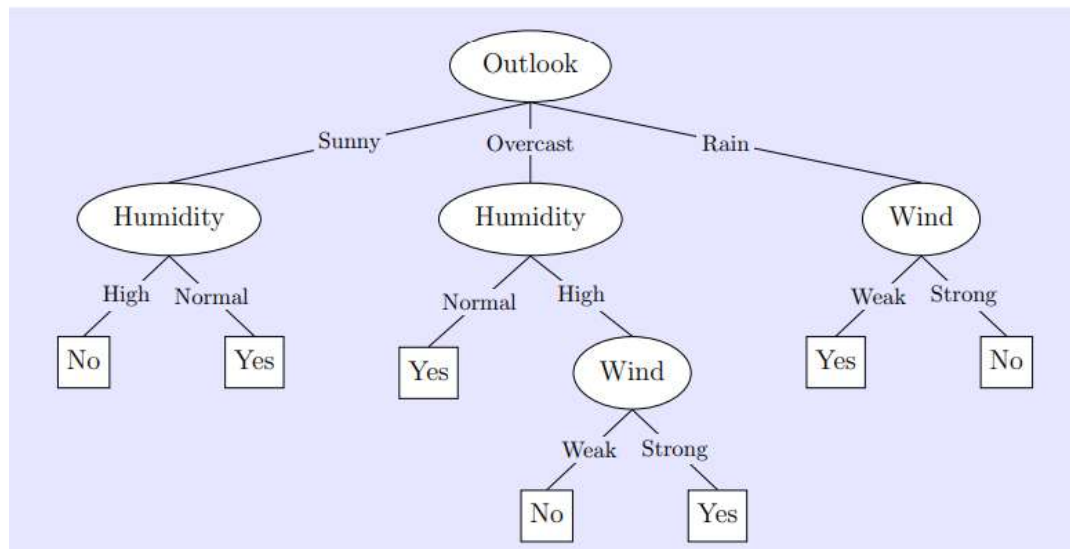 Outlook
Sunny Overcast Rain
Humidity Humidity Wind
High Normal Normal High Weak Strong
No Yes Yes Wind Yes No
Weak Strong
No Yes